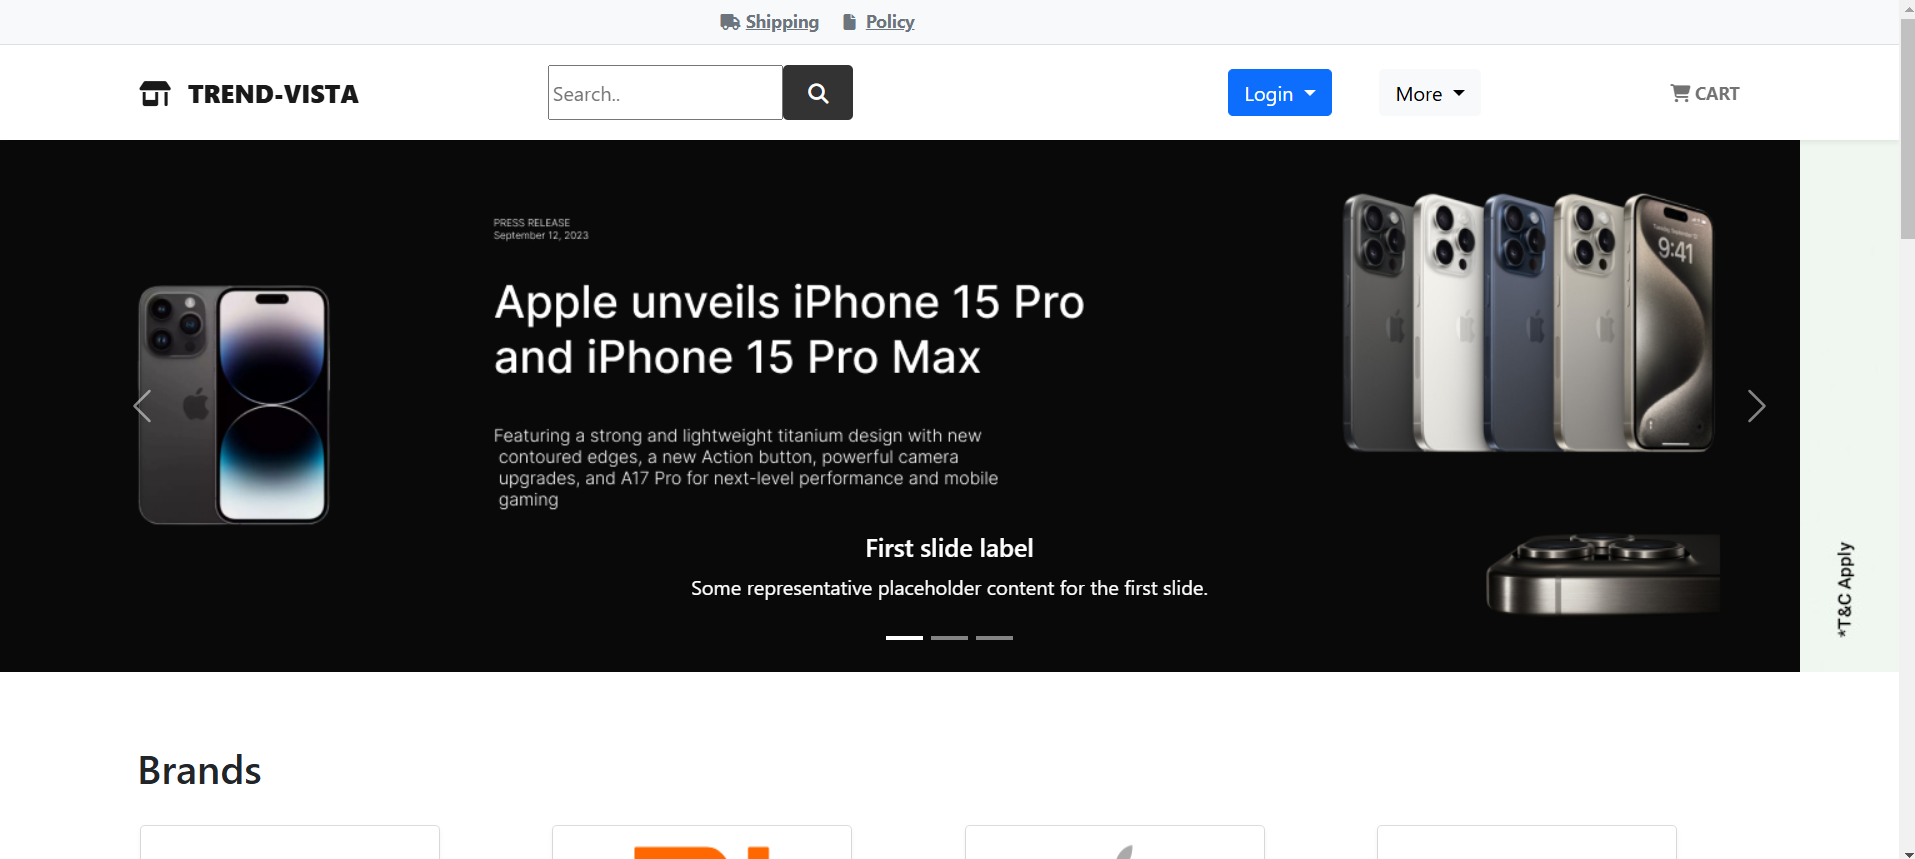 Shipping Policy
TREND-VISTA
Search..
Login
More
CART
PRESS RELEASE
September 12, 2023
Apple unveils iPhone 15 Pro
and iPhone 15 Pro Max
Featuring a strong and lightweight titanium design with new
contoured edges, a new Action button, powerful camera
upgrades, and A17 Pro for next-level performance and mobile
gaming
9:41
First slide label
Some representative placeholder content for the first slide.
*T&C Apply
Brands